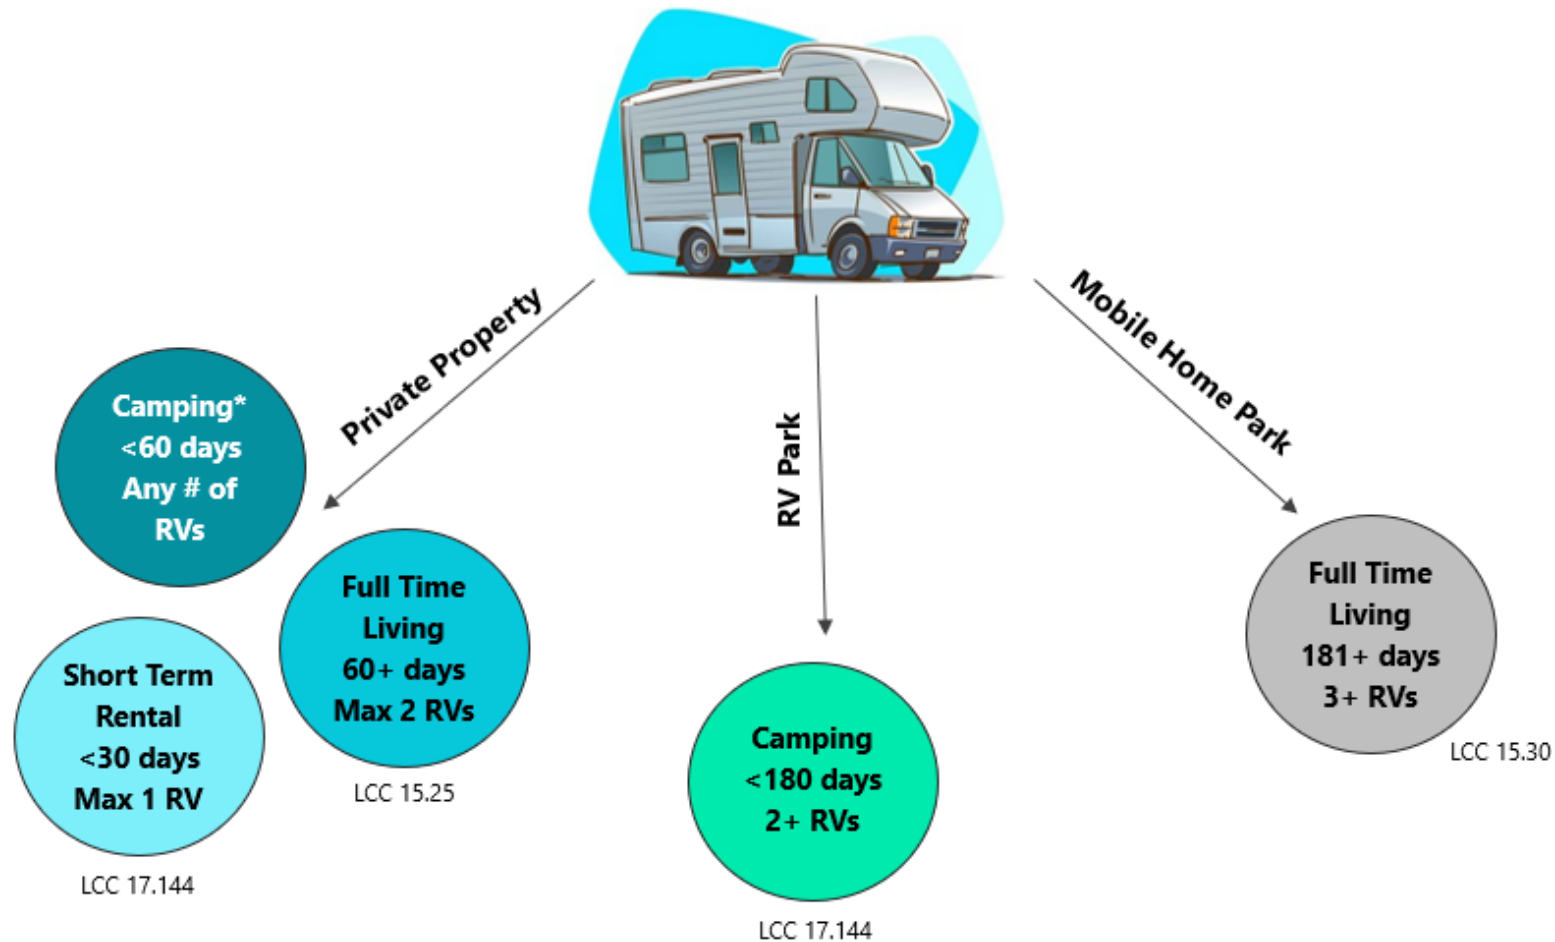 Private Property
Camping*
<60 days
Any # of
RVs
Full Time
Living
60+ days
Max 2 RVs
LCC 15.25
Short Term
Rental
<30 days
Max 1 RV
LCC 17.144
RV Park
Camping
<180 days
2+ RVs
LCC 17.144
Mobile Home Park
Full Time
Living
181+ days
3+ RVs
LCC 15.30